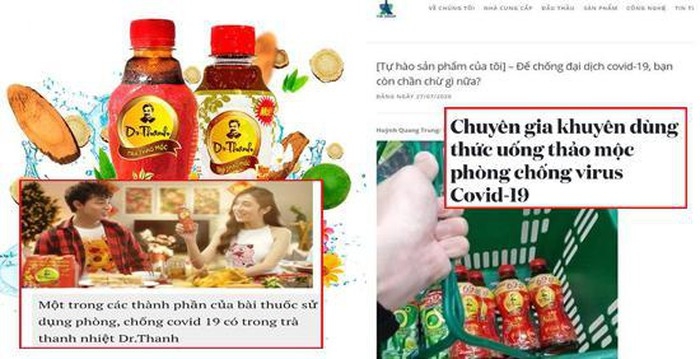 Dr.Thanh
TRÀ THẢO MỘC
Dr.Thanh
Một trong các thành phần của bài thuốc sử
dụng phòng, chống covid 19 có trong trà
thanh nhiệt Dr.Thanh
VỀ CHÚNG TÔI NHÀ CUNG CẤP ĐẤU THẦU SẢN PHẨM CÔNG NGHỆ TIN TỨ
[Tự hào sản phẩm của tôi] – Để chống đại dịch covid-19, bạn
còn chần chừ gì nữa?
ĐĂNG NGÀY 27/07/2020
Huỳnh Quang Trung:
Chuyên gia khuyên dùng
thức uống thảo mộc
phòng chống virus
Covid-19